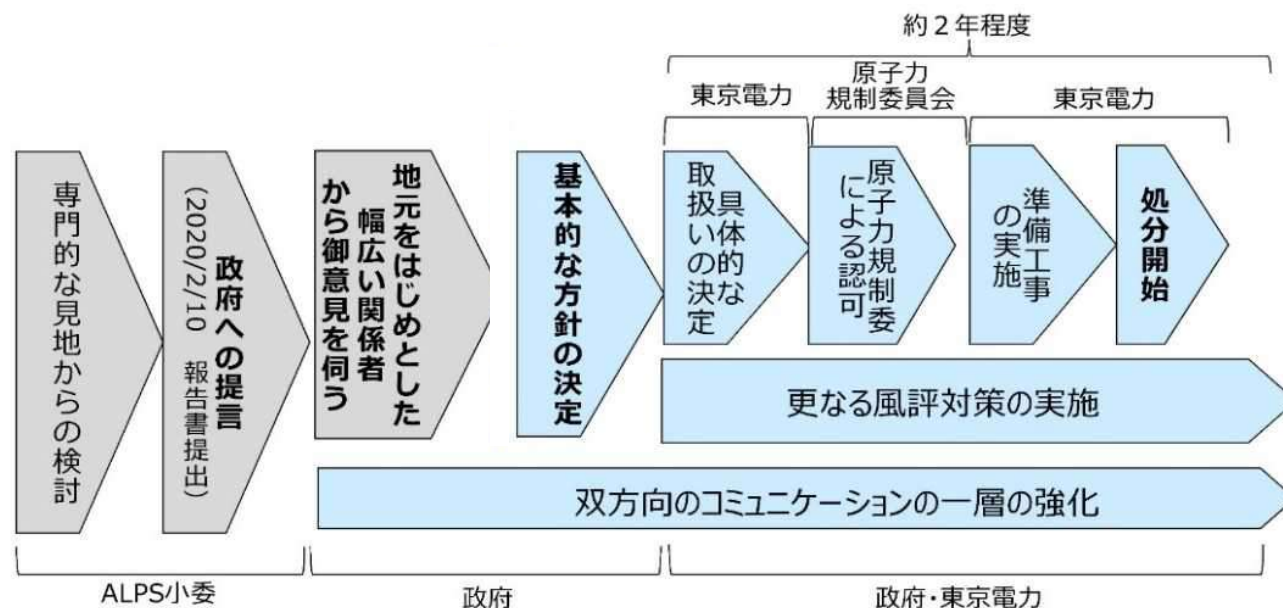 約２年程度
東京電力
原子力
規制委員会
東京電力
専門的な見地からの検討
政府への提言
(2020/2/10　報告書提出)
地元をはじめとした
幅広い関係者
から御意見を伺う
基本的な方針の決定
具体的な
取扱いの決定
原子力規制委
による認可
準備工事
の実施
処分開始
更なる風評対策の実施
双方向のコミュニケーションの一層の強化
ALPS小委
政府
政府・東京電力